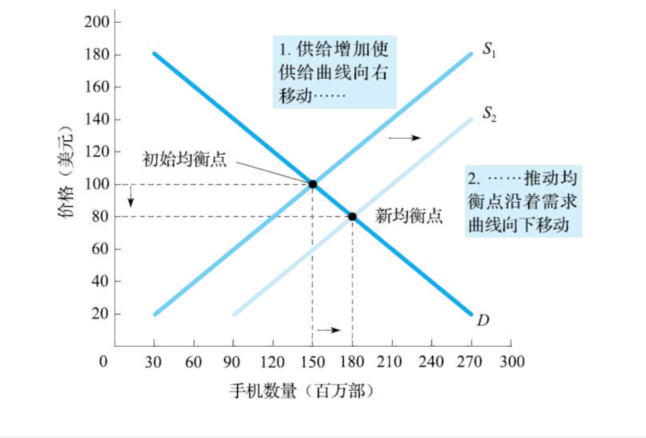 200
180
160
140
120
100
80
60
40
20
价格（美元）
1. 供给增加使
供给曲线向右
移动……
S1
S2
初始均衡点
2. ……推动均
衡点沿着需求
曲线向下移动
新均衡点
D
0 30 60 90 120 150 180 210 240 270 300
手机数量（百万部）